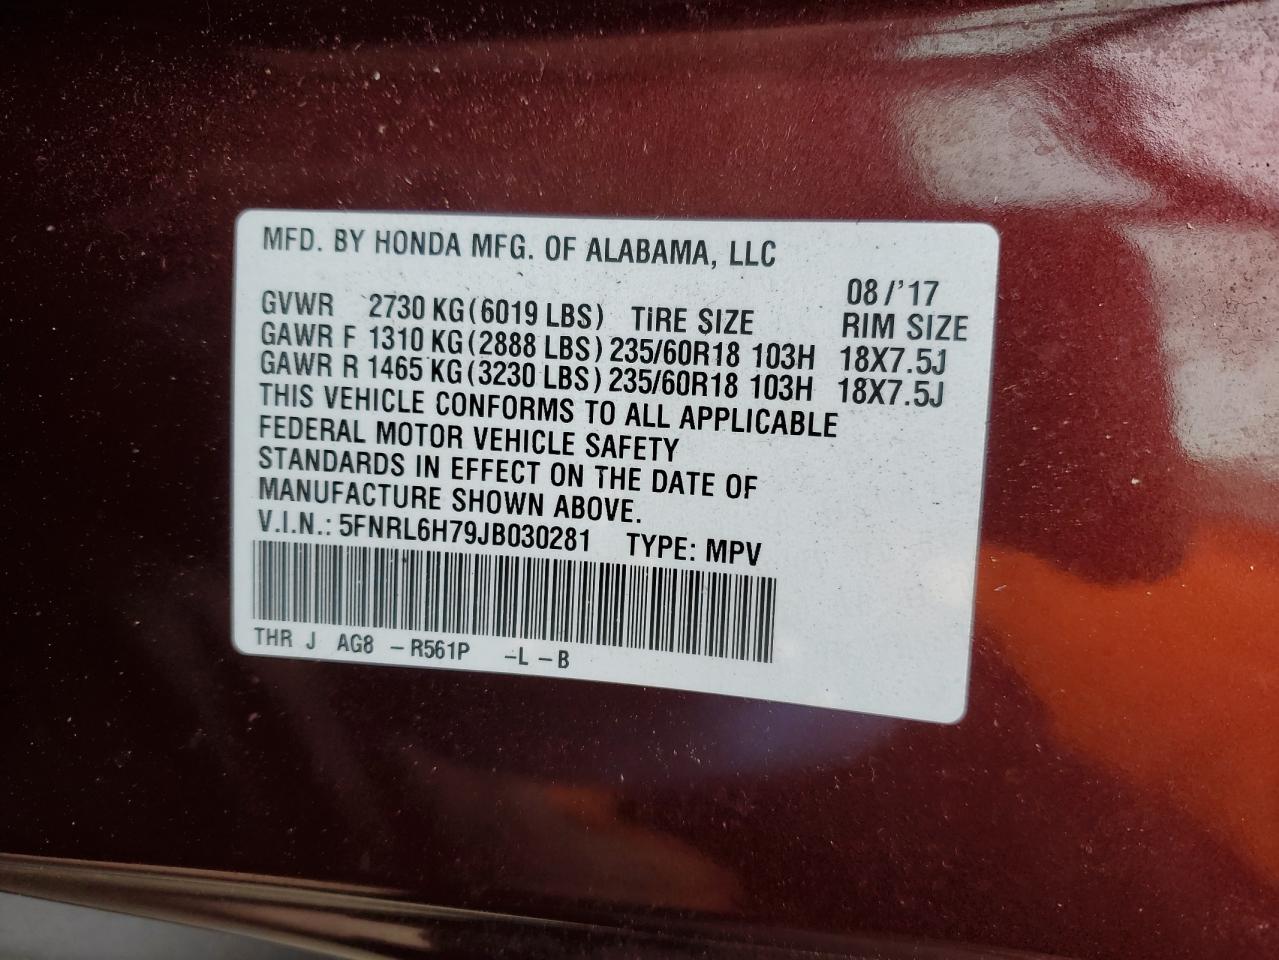 MFD. BY HONDA MFG. OF ALABAMA, LLC
08/'17
GVWR 2730 KG(6019 LBS) TiRE SIZE RIM SIZE
GAWR F 1310 KG(2888 LBS) 235/60R18 103H 18X7.5J
GAWR R 1465 KG(3230 LBS) 235/60R18 103H 18X7.5J
THIS VEHICLE CONFORMS TO ALL APPLICABLE
FEDERAL MOTOR VEHICLE SAFETY
STANDARDS IN EFFECT ON THE DATE OF
MANUFACTURE SHOWN ABOVE.
V.I.N.: 5FNRL6H79JB030281 TYPE: MPV
THR J AG8 -R561P -L -B